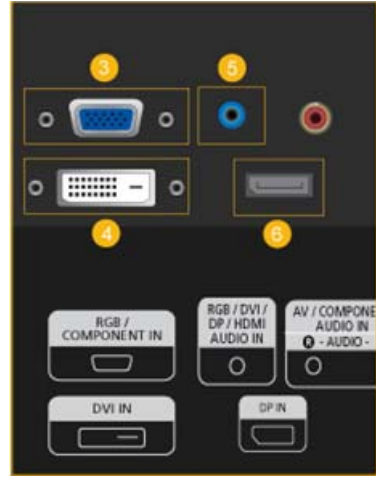 3
5
4
6
RGB /
COMPONENT IN
RGB / DVI /
DP / HDMI
AUDIO IN
AV / COMPONE
AUDIO IN
R - AUDIO -
DVI IN
DP IN